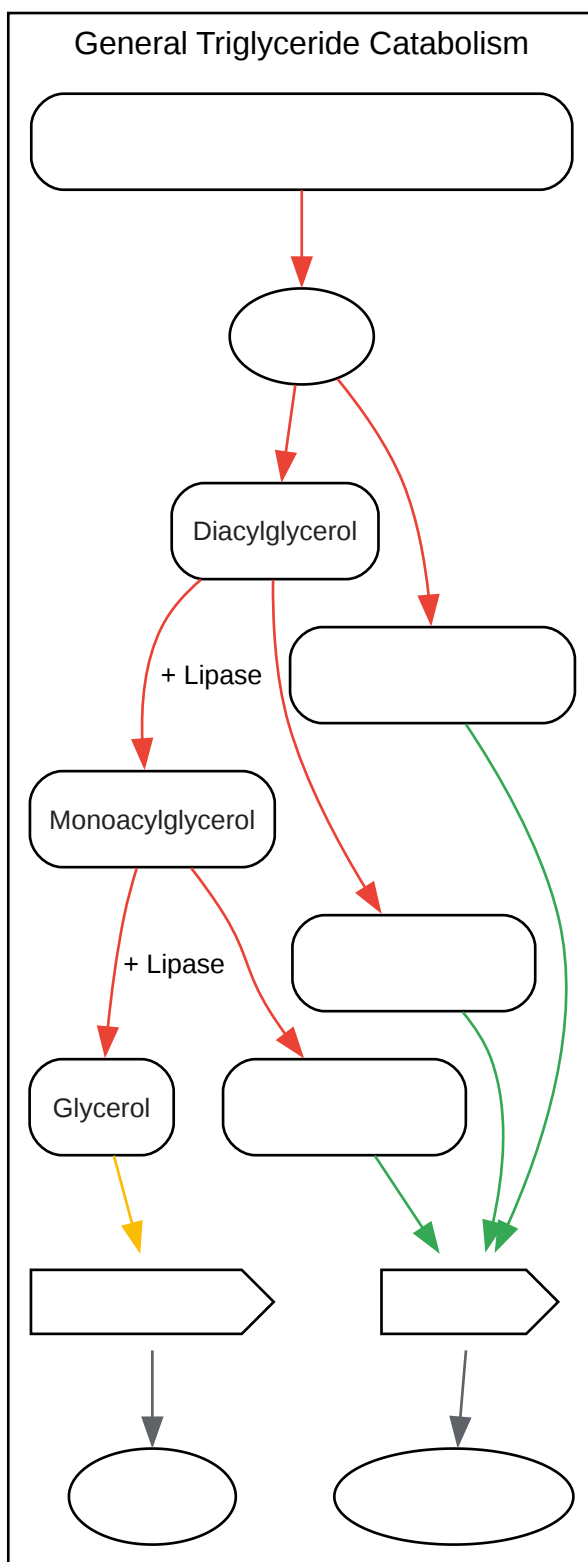 General Triglyceride Catabolism
Diacylglycerol
+ Lipase
Monoacylglycerol
+ Lipase
Glycerol